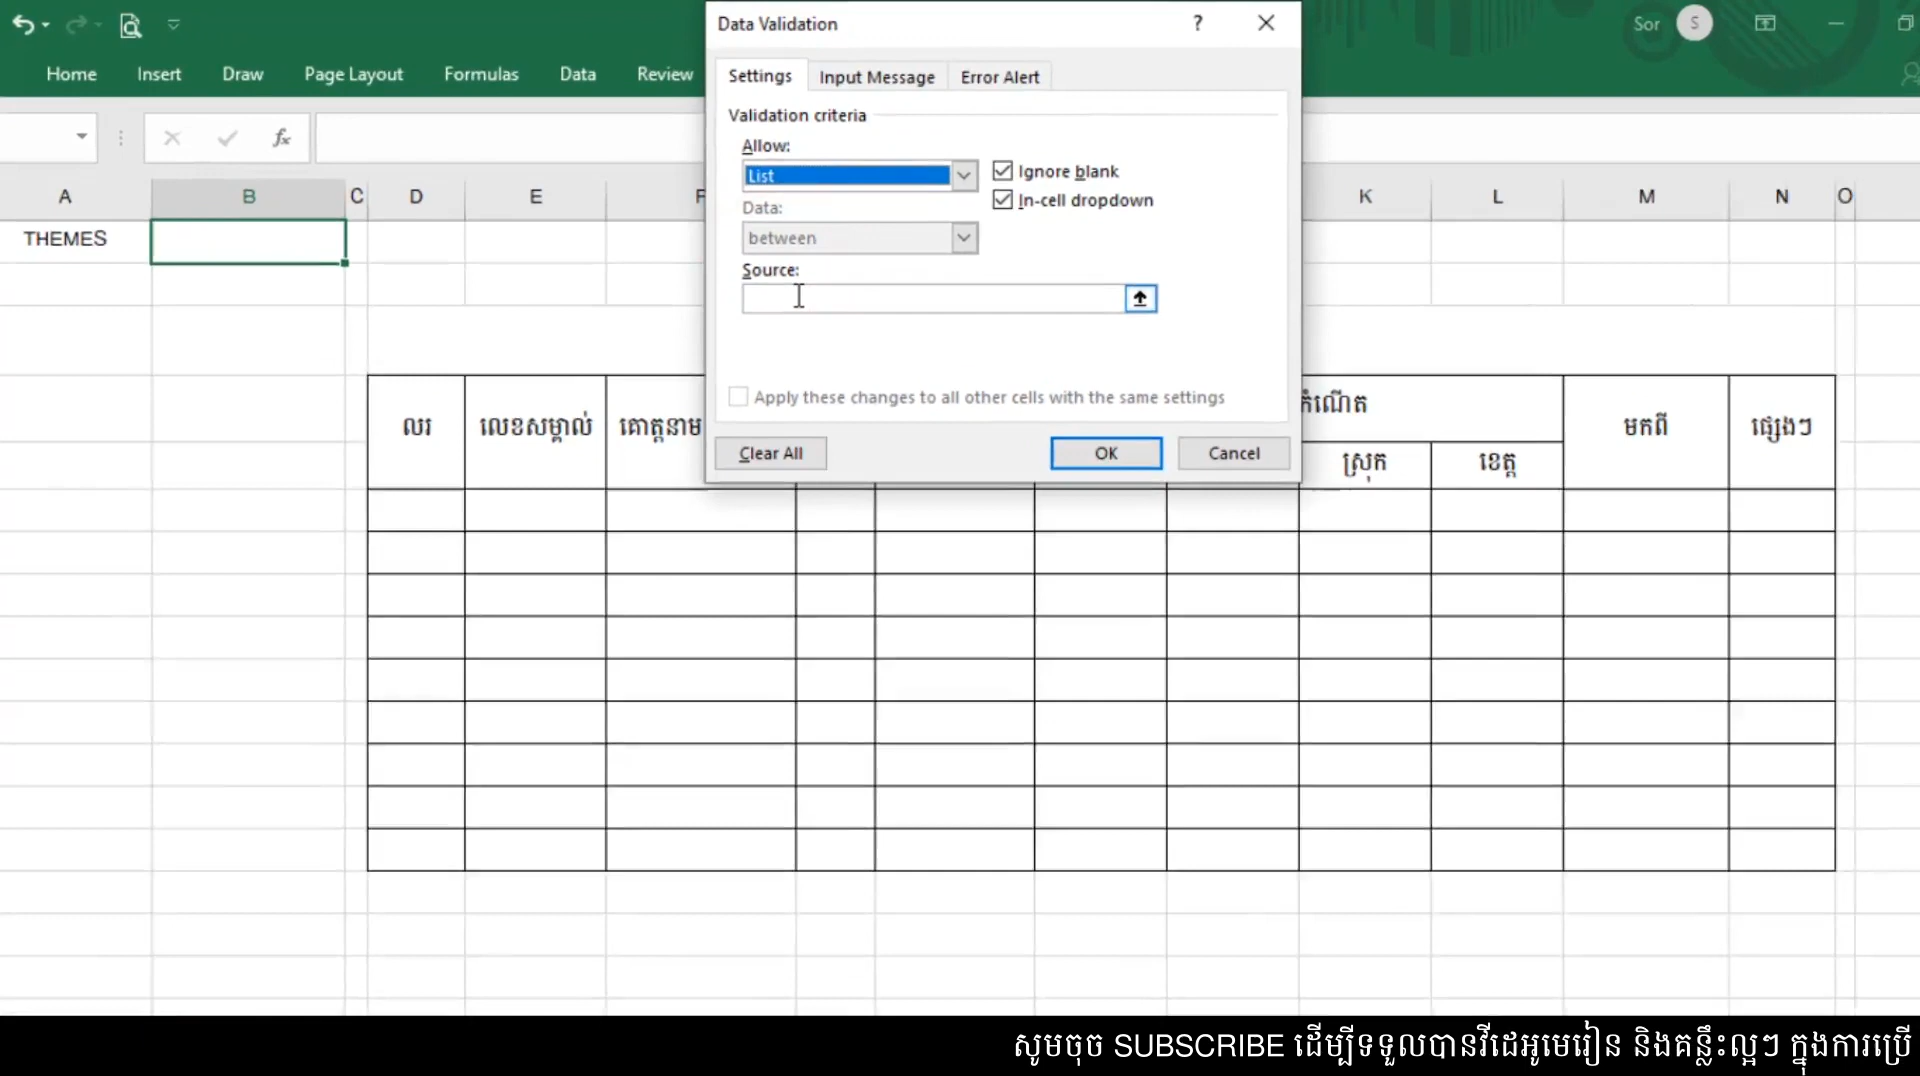 Data Validation
?
Sor
S
Home
Insert
Draw
Page Layout
Formulas
Data
Review
Settings
Input Message
Error Alert
Validation criteria
Allow:
List
Ignore blank
Data:
In-cell dropdown
between
Source:
Apply these changes to all other cells with the same settings
Clear All
OK
Cancel
fx
A
B
C
D
E
F
K
L
M
N
O
THEMES
លរ
លេខសម្គាល់
គោត្តនាម
កំណើត
ស្រុក
ខេត្ត
មកពី
ផ្សេងៗ
សូមចុច SUBSCRIBE ដើម្បីទទួលបានវីដេអូមេរៀន និងគន្លឹះល្អៗ ក្នុងការប្រើ